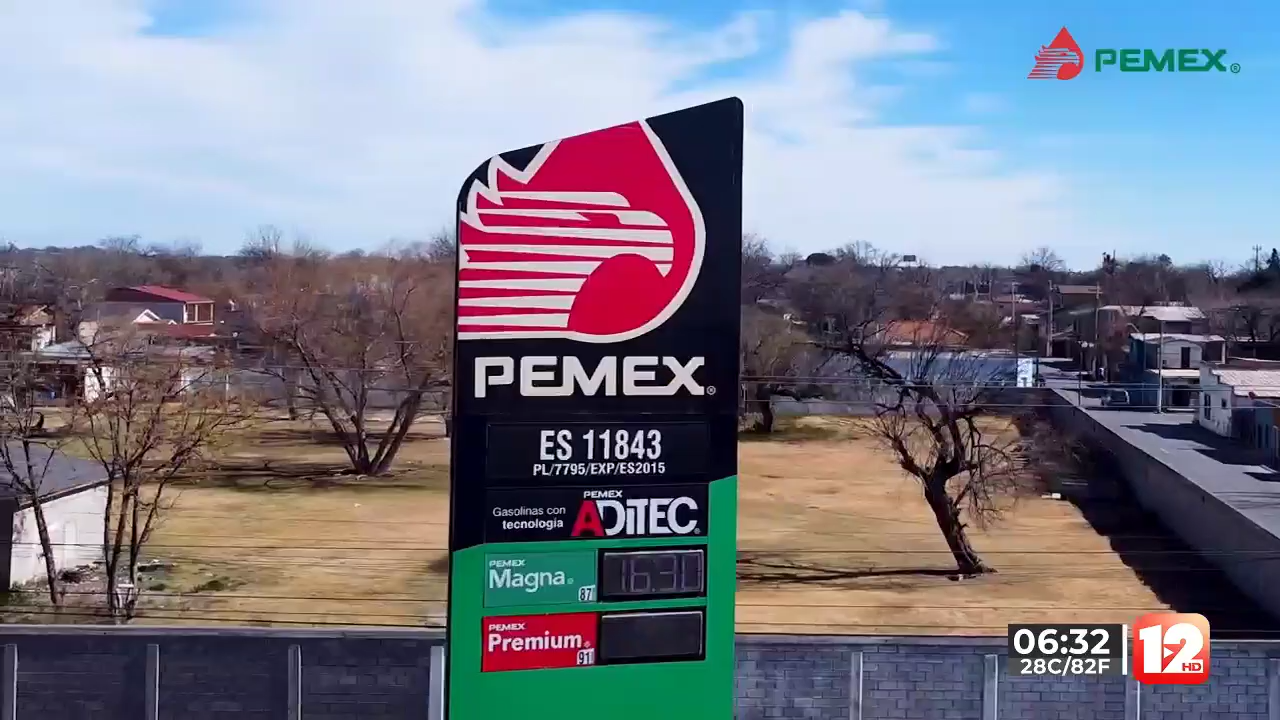 PEMEX®
PEMEX®
ES 11843
PL/7795/EXP/ES2015
Gasolinas con
tecnología
PEMEX
ADITEC®
PEMEX
Magna®
87
16.30
PEMEX
Premium®
91
06:32
28C/82F
12
HD